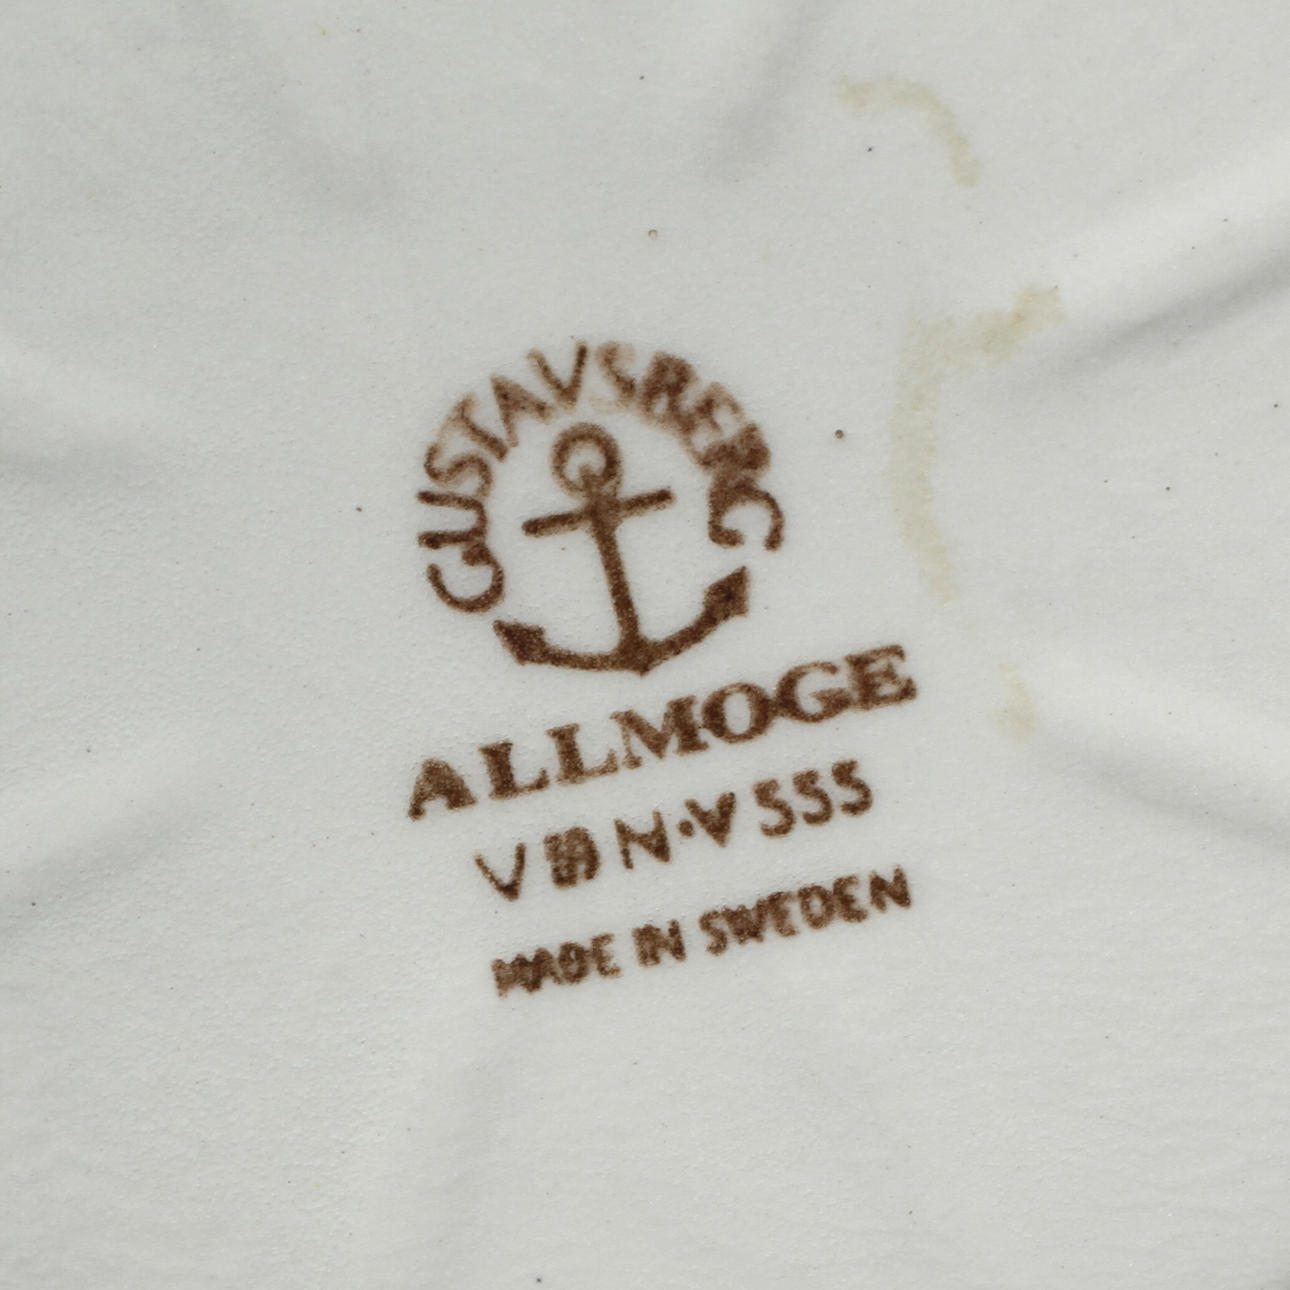 GUSTAVSBERG
ALLMOGE
N·V 555
MADE IN SWEDEN